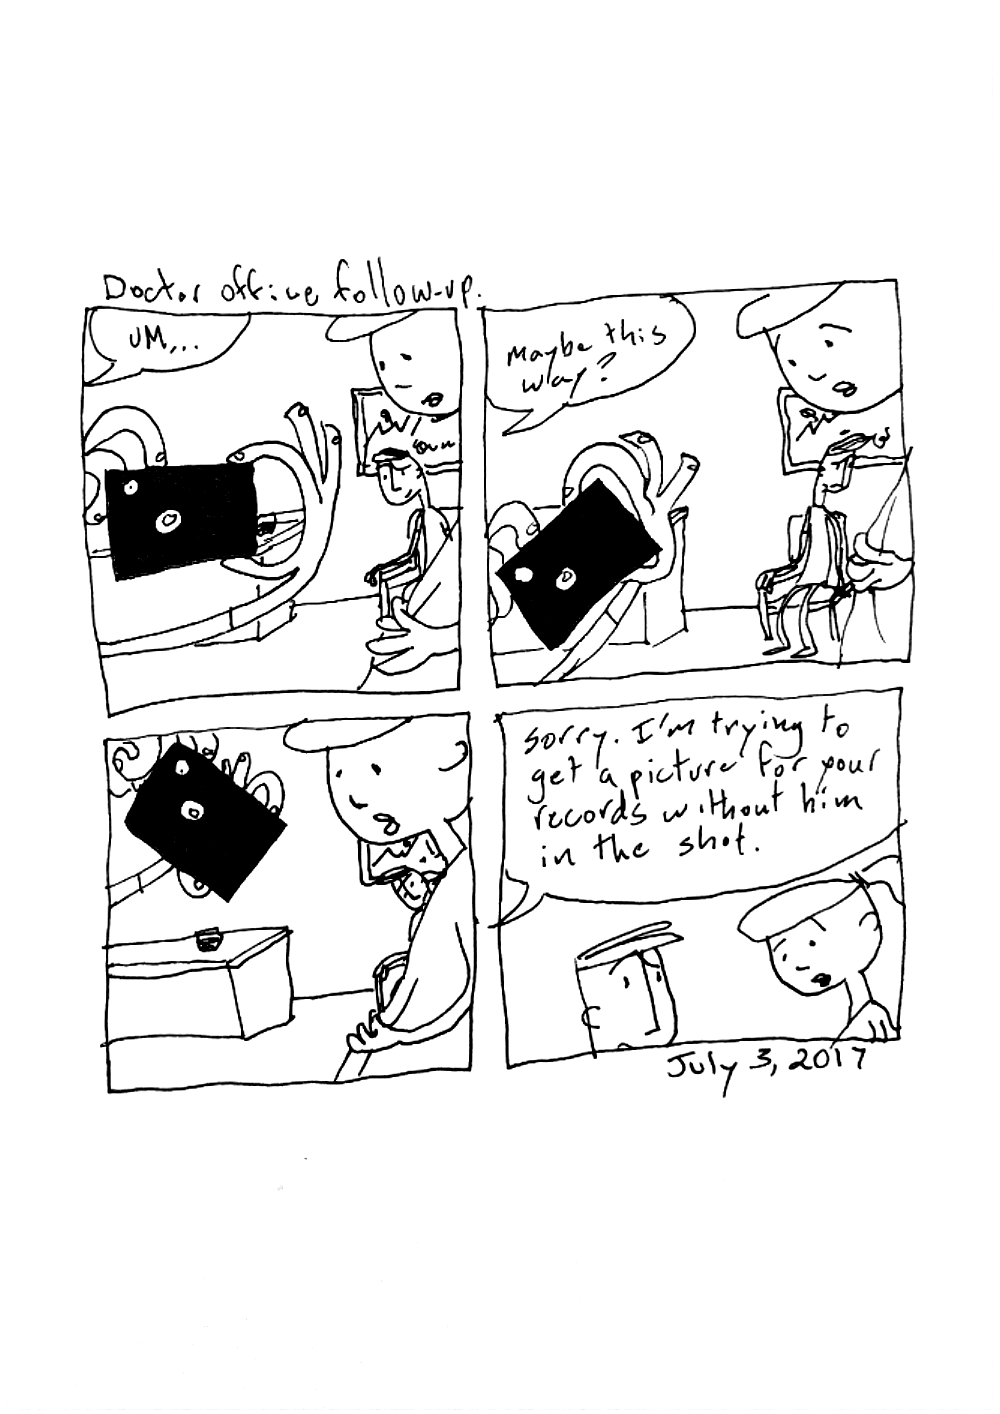 Doctor office follow-up.
UM,..
Maybe this
way?
Sorry. I'm trying to
get a picture for your
records without him
in the shot.
July 3, 2017